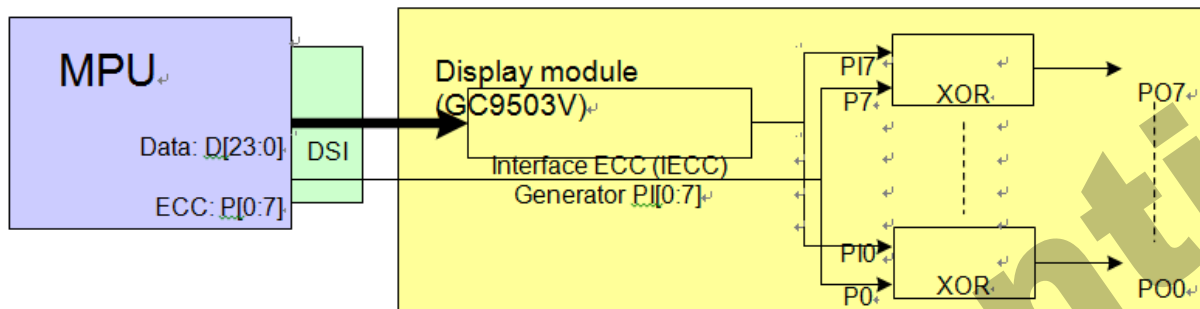 MPU
Data: D[23:0]
ECC: P[0:7]
DSI
Display module
(GC9503V)
Interface ECC (IECC)
Generator PI[0:7]
PI7
P7
XOR
PO7
PI0
P0
XOR
PO0